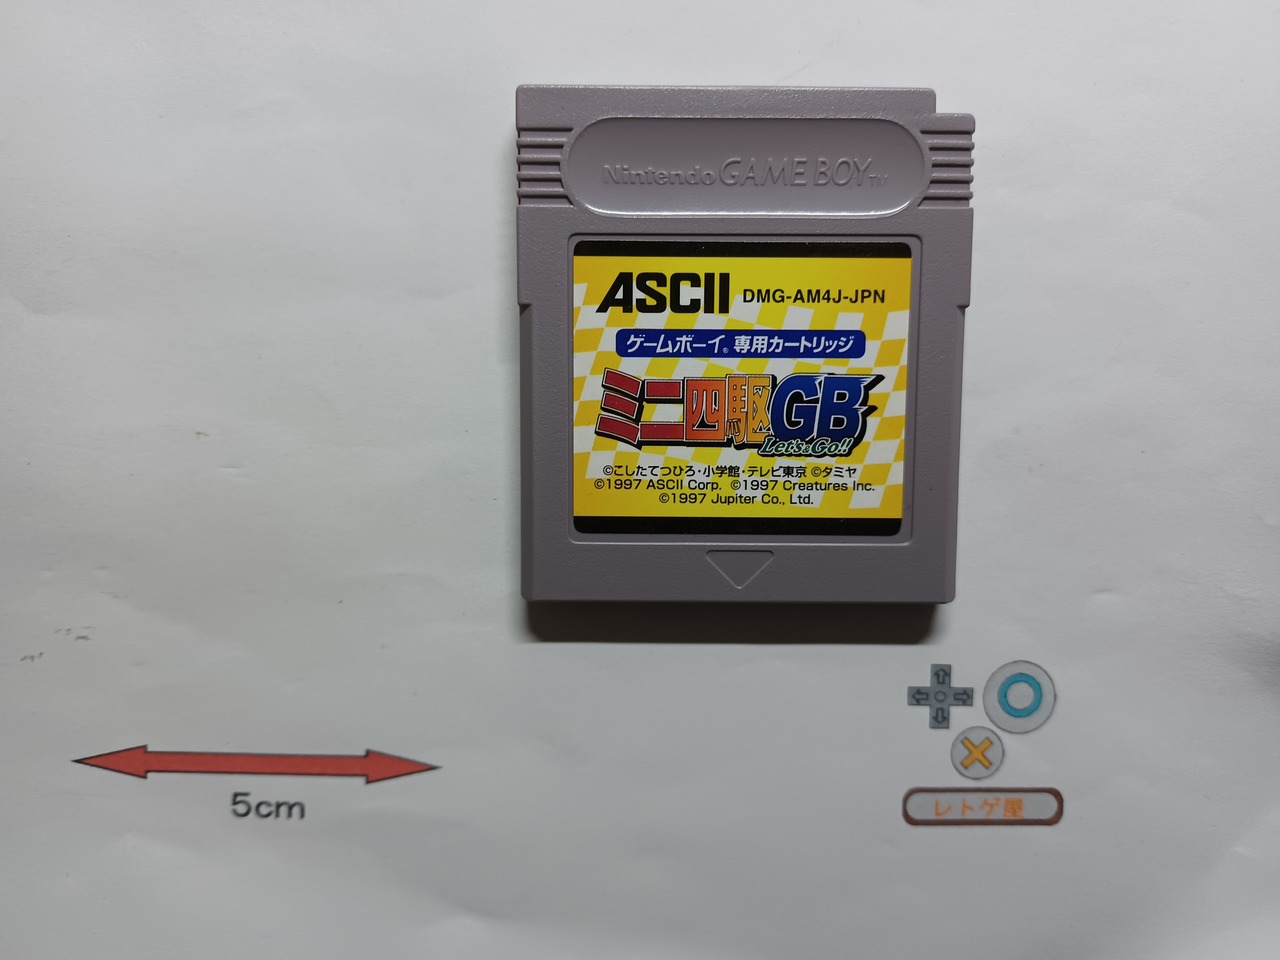 Nintendo GAME BOY™
ASCII DMG-AM4J-JPN
ゲームボーイ® 専用カートリッジ
ミニ四駆GB
Let's&Go!!
©こしたてつひろ・小学館・テレビ東京 ©タミヤ
©1997 ASCII Corp. ©1997 Creatures Inc.
©1997 Jupiter Co., Ltd.
5cm
レトゲ屋